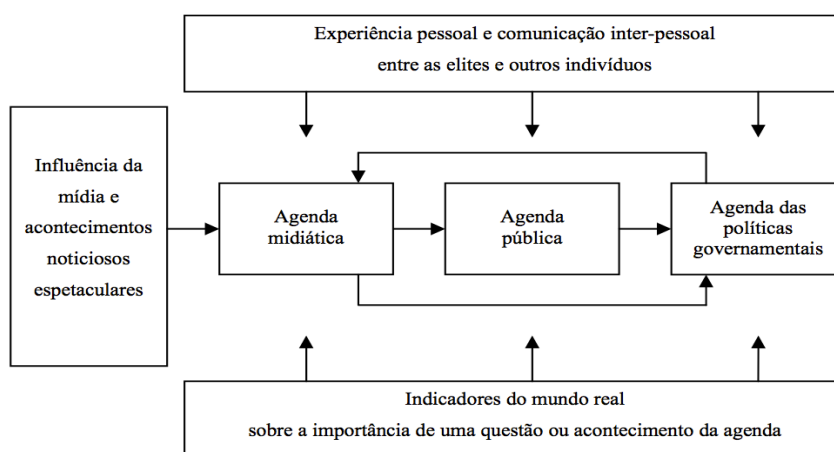 Experiência pessoal e comunicação inter-pessoal
entre as elites e outros indivíduos
Influência da
mídia e
acontecimentos
noticiosos
espetaculares
Agenda
midiática
Agenda
pública
Agenda das
políticas
governamentais
Indicadores do mundo real
sobre a importância de uma questão ou acontecimento da agenda